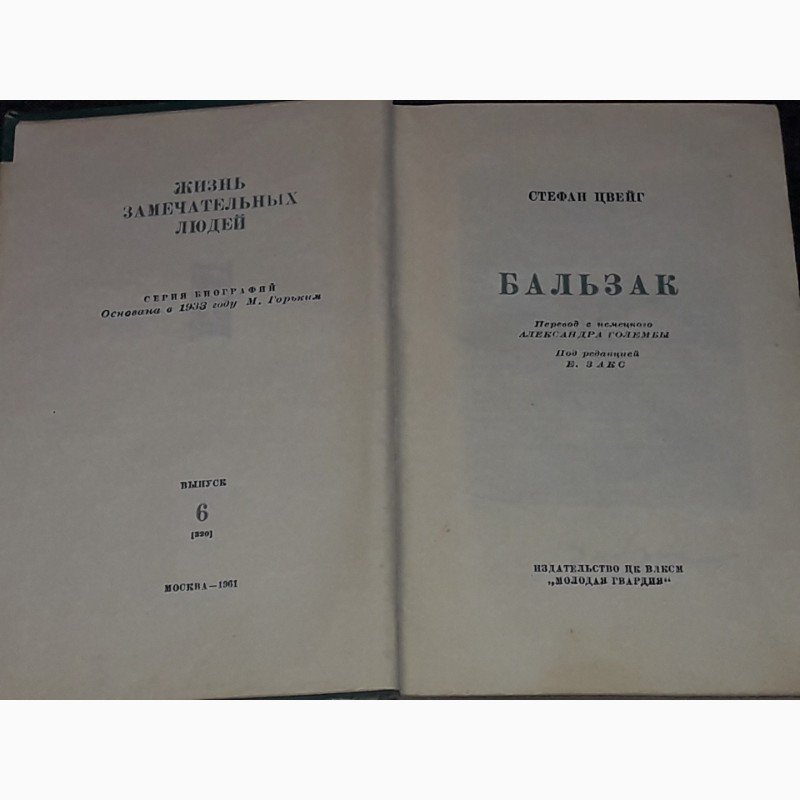 ЖИЗНЬ
ЗАМЕЧАТЕЛЬНЫХ
ЛЮДЕЙ
СЕРИЯ БИОГРАФИЙ
Основана в 1933 году М. Горьким
ВЫПУСК
6
[320]
МОСКВА—1961
СТЕФАН ЦВЕЙГ
БАЛЬЗАК
Перевод с немецкого
АЛЕКСАНДРА ГОЛЕМБЫ
Под редакцией
Е. ЗАКС
ИЗДАТЕЛЬСТВО ЦК ВЛКСМ
„МОЛОДАЯ ГВАРДИЯ“